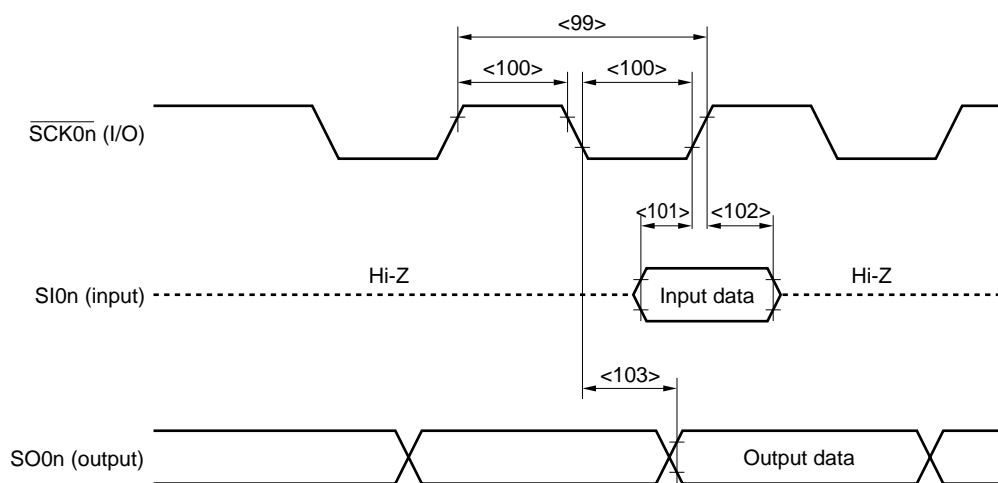 <99>
<100> <100>
SCK0n (I/O)
<101> <102>
Hi-Z Hi-Z
SI0n (input) Input data
<103>
SO0n (output) Output data